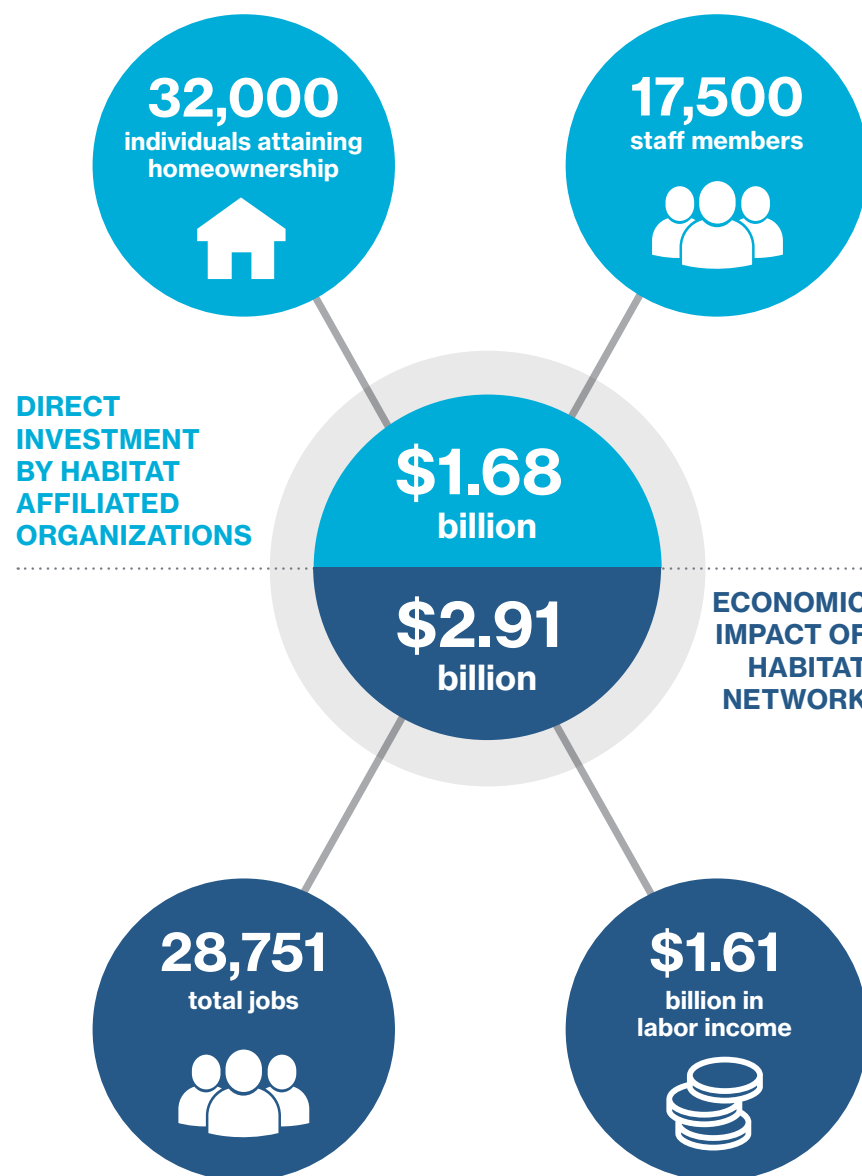 32,000
individuals attaining
homeownership
17,500
staff members
DIRECT
INVESTMENT
BY HABITAT
AFFILIATED
ORGANIZATIONS
$1.68
billion
$2.91
billion
ECONOMIC
IMPACT OF
HABITAT
NETWORK
28,751
total jobs
$1.61
billion in
labor income